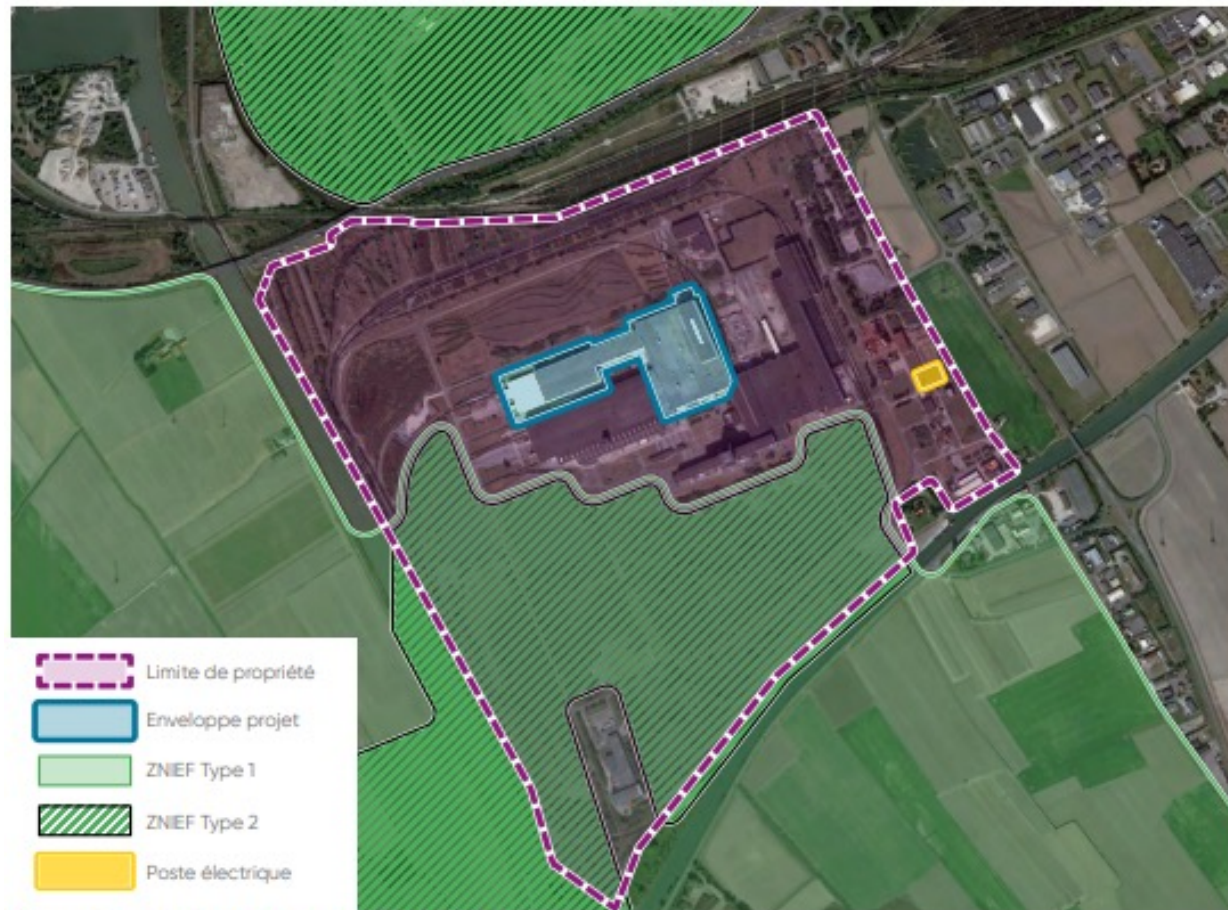 Limite de propriété
Enveloppe projet
ZNIEF Type 1
ZNIEF Type 2
Poste électrique